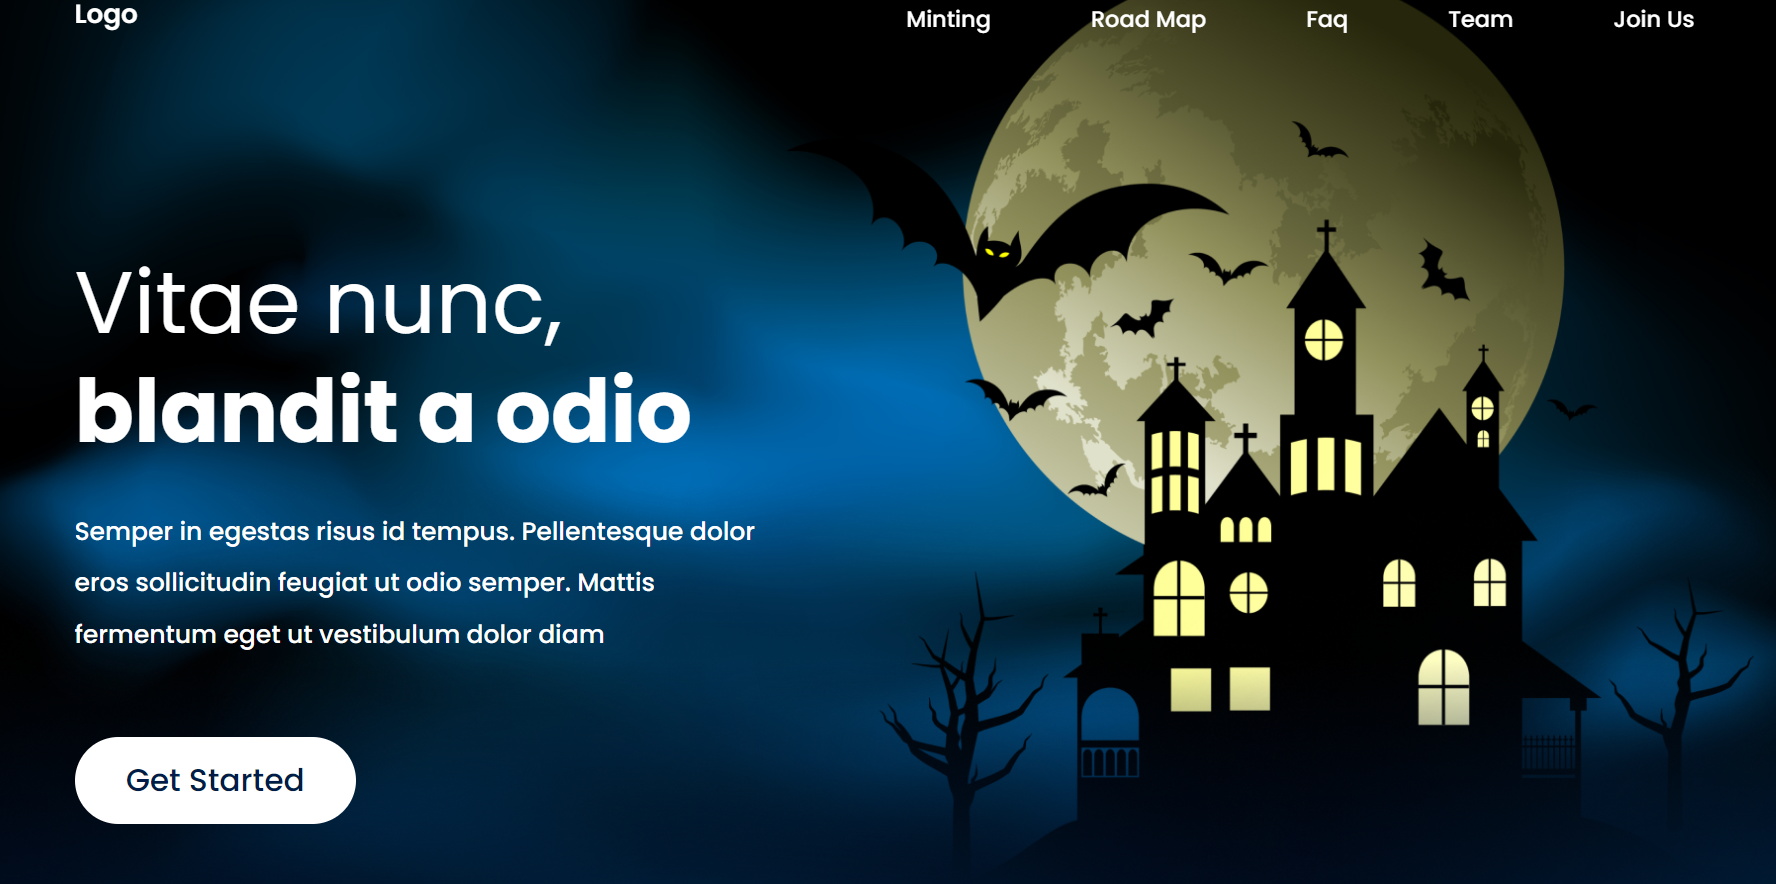 Logo
Minting
Road Map
Faq
Team
Join Us
Vitae nunc,
blandit a odio
Semper in egestas risus id tempus. Pellentesque dolor
eros sollicitudin feugiat ut odio semper. Mattis
fermentum eget ut vestibulum dolor diam
Get Started